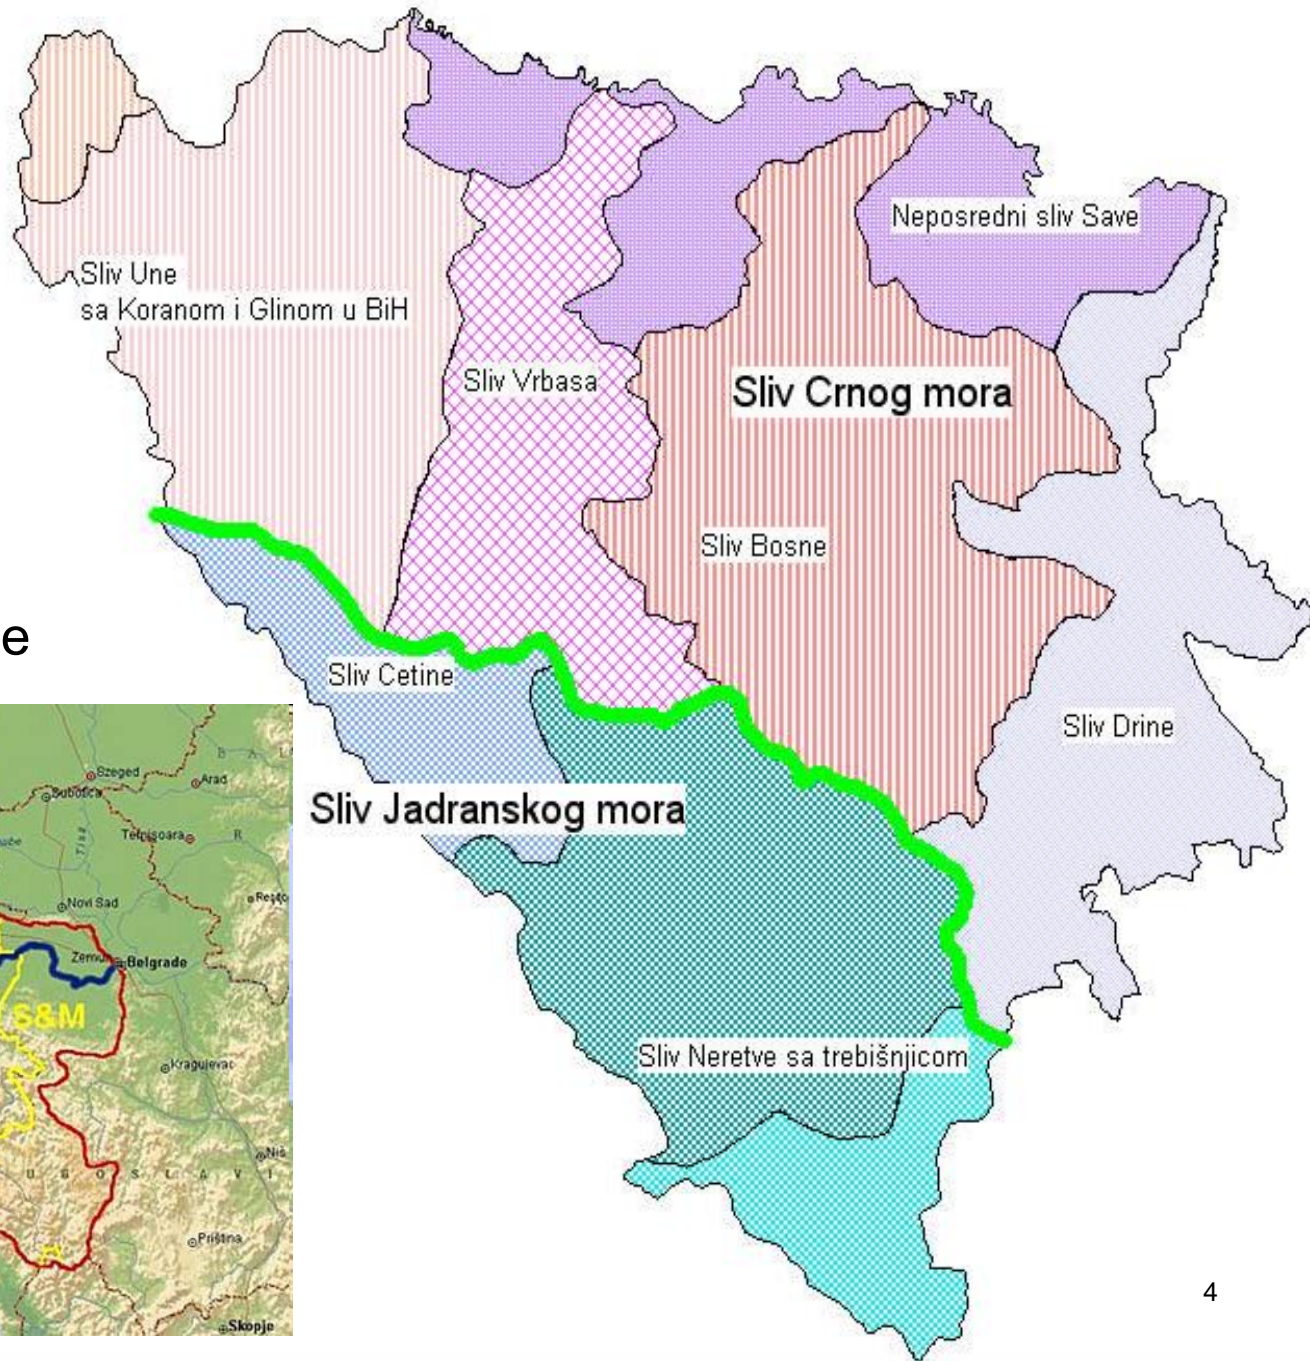 Neposredni sliv Save
Sliv Une
sa Koranom i Glinom u BiH
Sliv Vrbasa
Sliv Crnog mora
Sliv Bosne
e
Sliv Cetine
Sliv Drine
Sliv Jadranskog mora
Sliv Neretve sa trebišnjicom
Szeged
Arad
Subotica
Tisa
R
Novi Sad
Zemun
Belgrade
S&M
Kragujevac
Niš
U G O S L A V I
Priština
Skopje
4